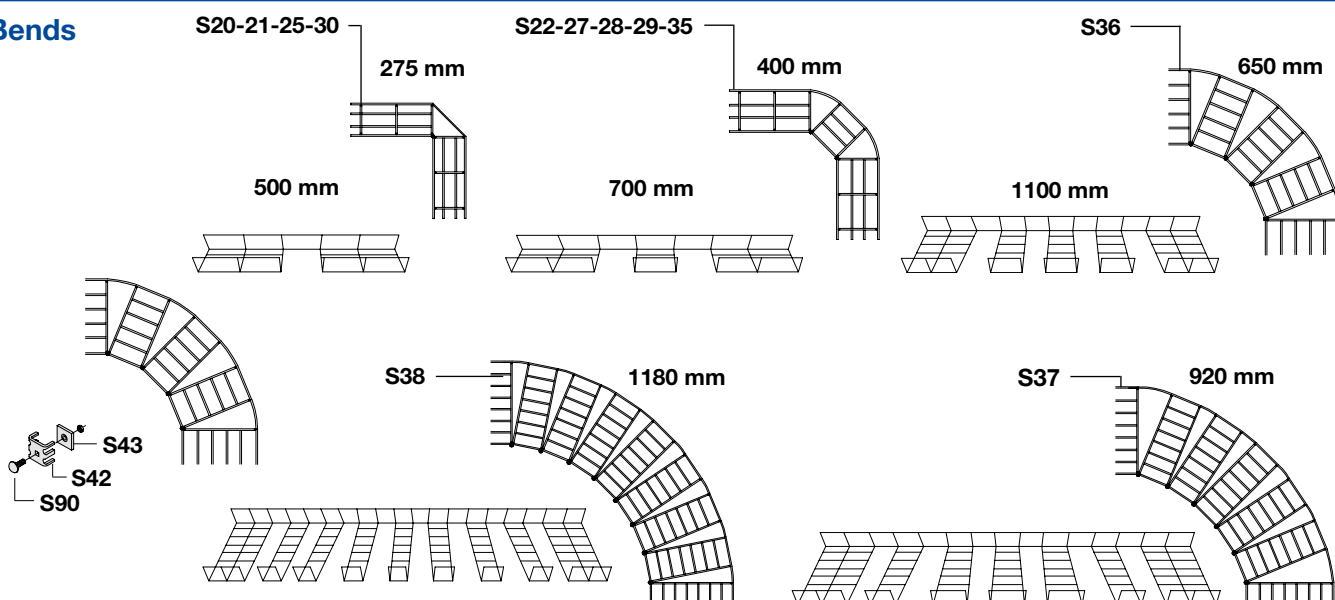 Bends
S20-21-25-30
275 mm
500 mm
S22-27-28-29-35
400 mm
700 mm
S36
650 mm
1100 mm
S43
S42
S90
S38
1180 mm
S37
920 mm